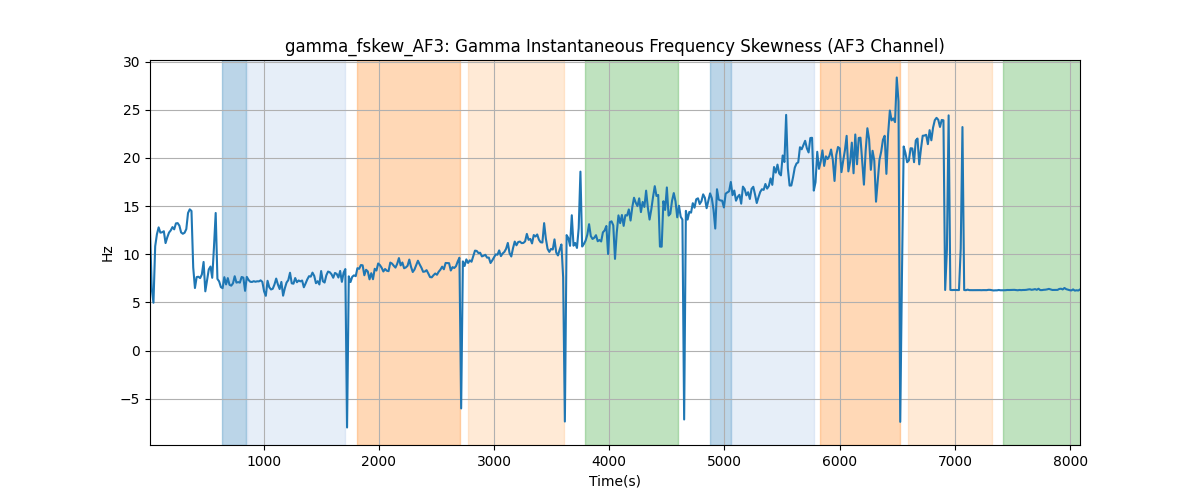 gamma_fskew_AF3: Gamma Instantaneous Frequency Skewness (AF3 Channel)
30
25
20
15
10
5
0
−5
Hz
1000 2000 3000 4000 5000 6000 7000 8000
Time(s)